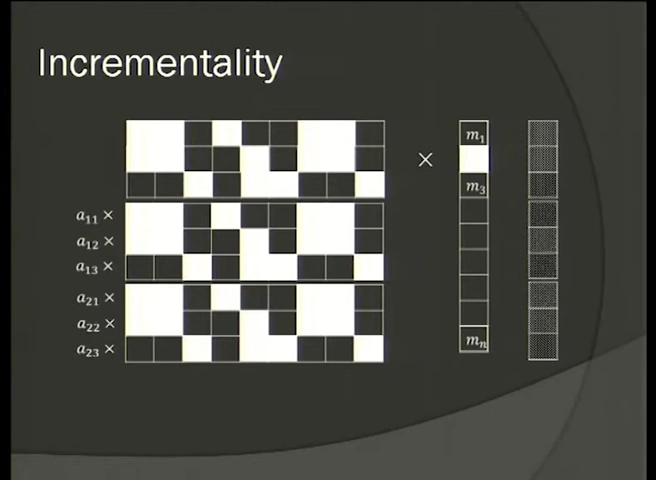 Incrementality
m₁
×
m₃
a₁₁ ×
a₁₂ ×
a₁₃ ×
a₂₁ ×
a₂₂ ×
a₂₃ ×
mₙ